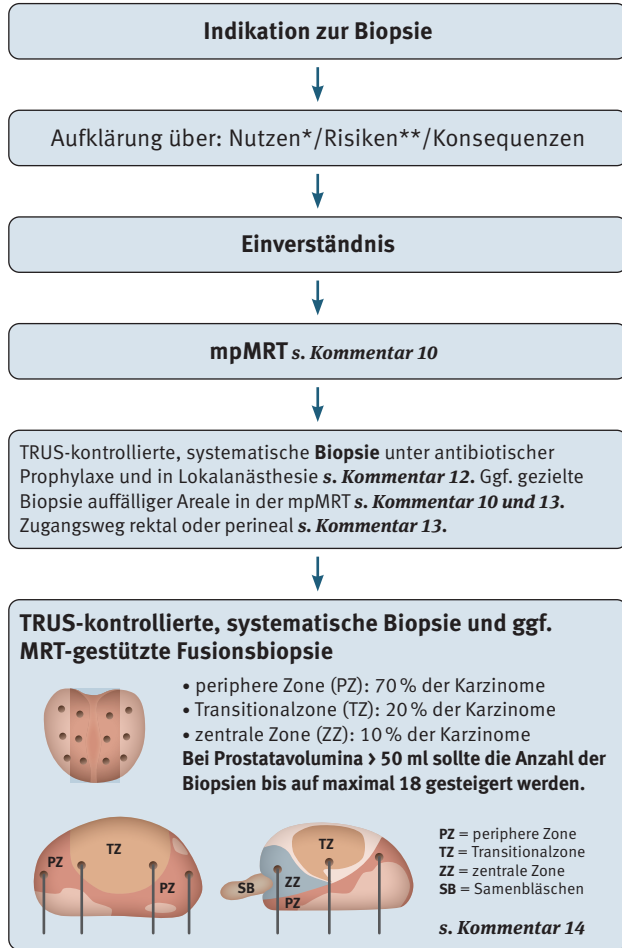 Indikation zur Biopsie
Aufklärung über: Nutzen*/Risiken**/Konsequenzen
Einverständnis
mpMRT s. Kommentar 10
TRUS-kontrollierte, systematische Biopsie unter antibiotischer
Prophylaxe und in Lokalanästhesie s. Kommentar 12. Ggf. gezielte
Biopsie auffälliger Areale in der mpMRT s. Kommentar 10 und 13.
Zugangsweg rektal oder perineal s. Kommentar 13.
TRUS-kontrollierte, systematische Biopsie und ggf.
MRT-gestützte Fusionsbiopsie
• periphere Zone (PZ): 70 % der Karzinome
• Transitionalzone (TZ): 20 % der Karzinome
• zentrale Zone (ZZ): 10 % der Karzinome
Bei Prostatavolumina > 50 ml sollte die Anzahl der
Biopsien bis auf maximal 18 gesteigert werden.
PZ
TZ
PZ
TZ
SB
ZZ
PZ
PZ = periphere Zone
TZ = Transitionalzone
ZZ = zentrale Zone
SB = Samenbläschen
s. Kommentar 14